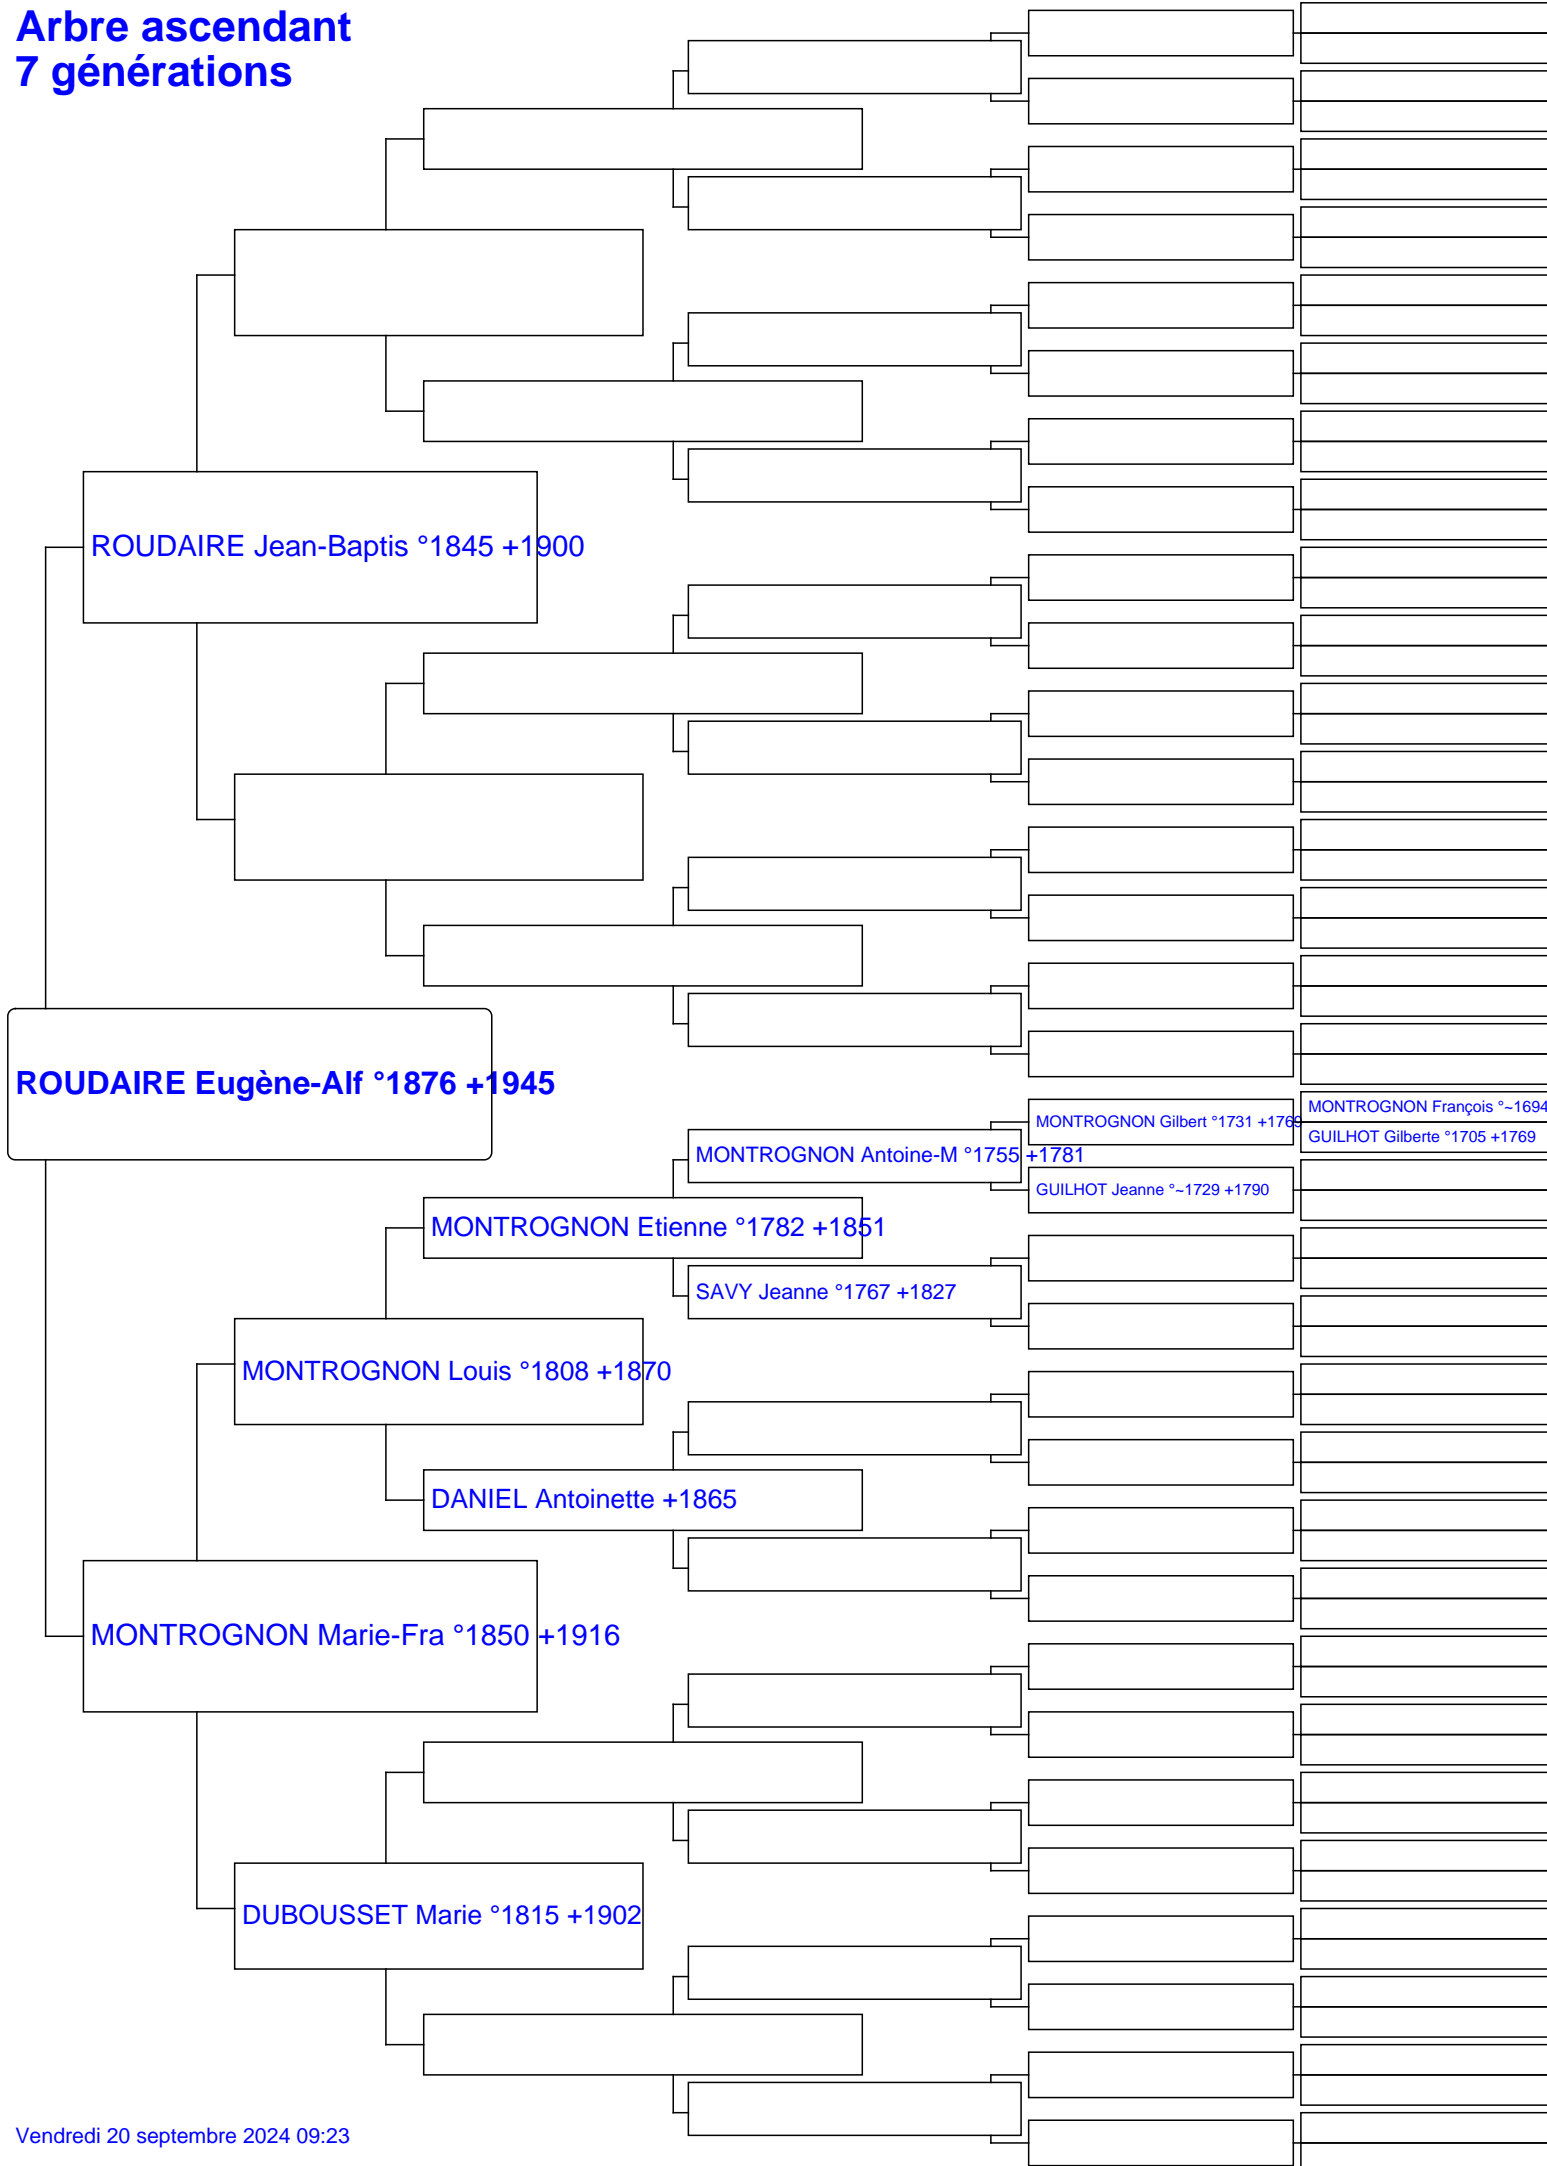 Arbre ascendant
7 générations
ROUDAIRE Jean-Baptis °1845 +1900
ROUDAIRE Eugène-Alf °1876 +1945
MONTROGNON François °~1694
MONTROGNON Gilbert °1731 +1769
GUILHOT Gilberte °1705 +1769
MONTROGNON Antoine-M °1755 +1781
GUILHOT Jeanne °~1729 +1790
MONTROGNON Etienne °1782 +1851
SAVY Jeanne °1767 +1827
MONTROGNON Louis °1808 +1870
DANIEL Antoinette +1865
MONTROGNON Marie-Fra °1850 +1916
DUBOUSSET Marie °1815 +1902
Vendredi 20 septembre 2024 09:23